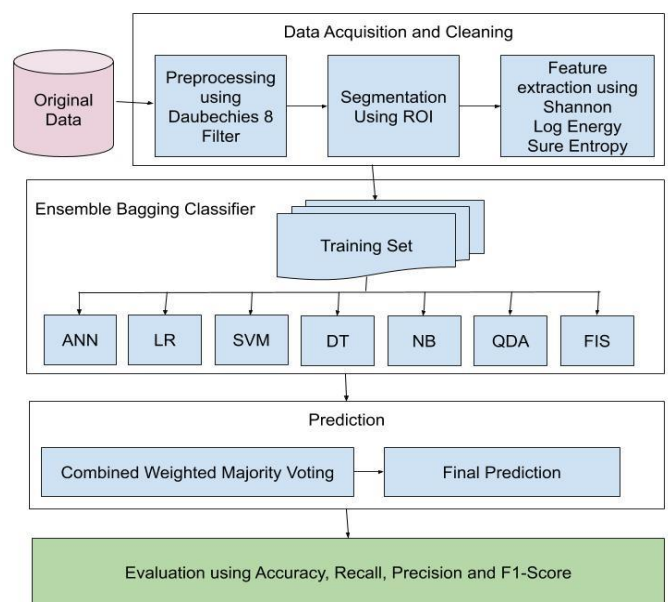 Data Acquisition and Cleaning
Original
Data
Preprocessing
using
Daubechies 8
Filter
Segmentation
Using ROI
Feature
extraction using
Shannon
Log Energy
Sure Entropy
Ensemble Bagging Classifier
Training Set
ANN
LR
SVM
DT
NB
QDA
FIS
Prediction
Combined Weighted Majority Voting
Final Prediction
Evaluation using Accuracy, Recall, Precision and F1-Score